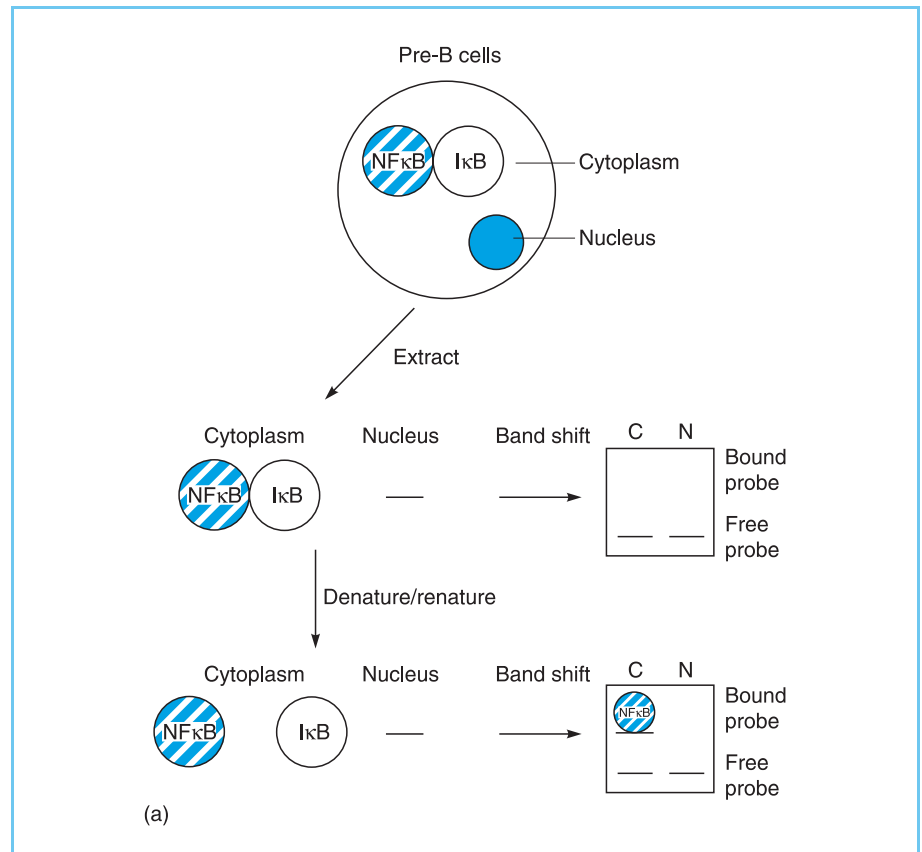 Pre-B cells
NFκB IκB
Cytoplasm
Nucleus
Extract
Cytoplasm Nucleus Band shift C N
Bound
probe
NFκB IκB
Free
probe
Denature/renature
Cytoplasm Nucleus Band shift C N
Bound
probe
NFκB
NFκB IκB
Free
probe
(a)